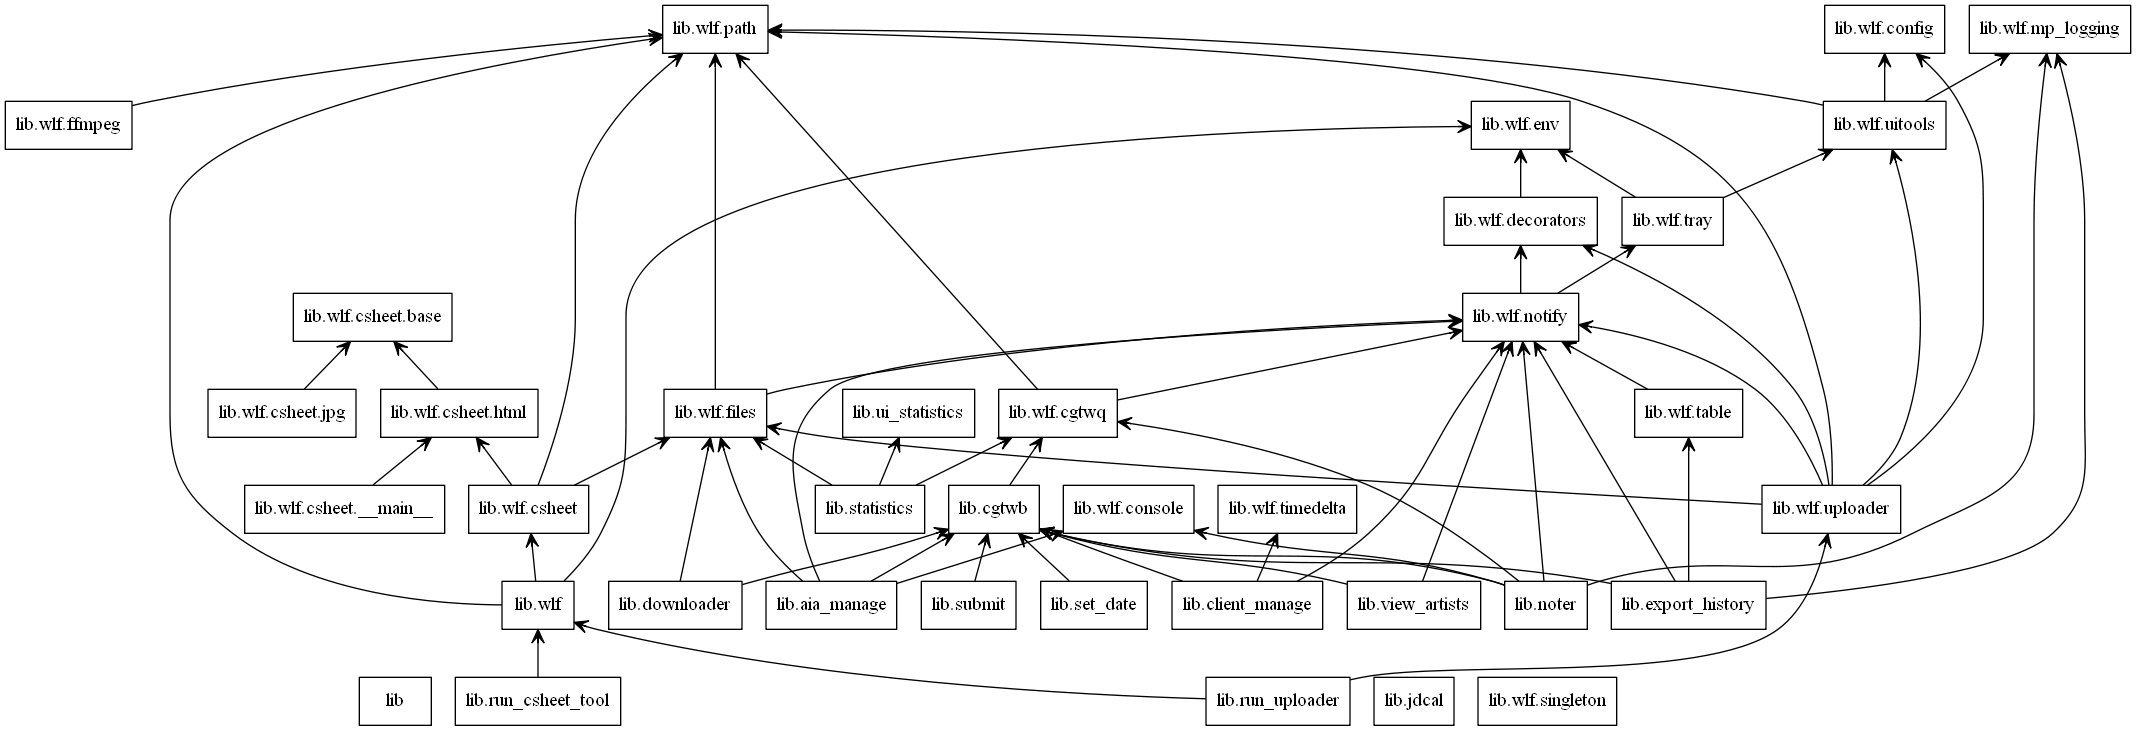 lib.wlf.path
lib.wlf.config
lib.wlf.mp_logging
lib.wlf.ffmpeg
lib.wlf.env
lib.wlf.uitools
lib.wlf.decorators
lib.wlf.tray
lib.wlf.csheet.base
lib.wlf.notify
lib.wlf.csheet.jpg
lib.wlf.csheet.html
lib.wlf.files
lib.ui_statistics
lib.wlf.cgtwq
lib.wlf.table
lib.wlf.csheet.__main__
lib.wlf.csheet
lib.statistics
lib.cgtwb
lib.wlf.console
lib.wlf.timedelta
lib.wlf.uploader
lib.wlf
lib.downloader
lib.aia_manage
lib.submit
lib.set_date
lib.client_manage
lib.view_artists
lib.noter
lib.export_history
lib
lib.run_csheet_tool
lib.run_uploader
lib.jdcal
lib.wlf.singleton